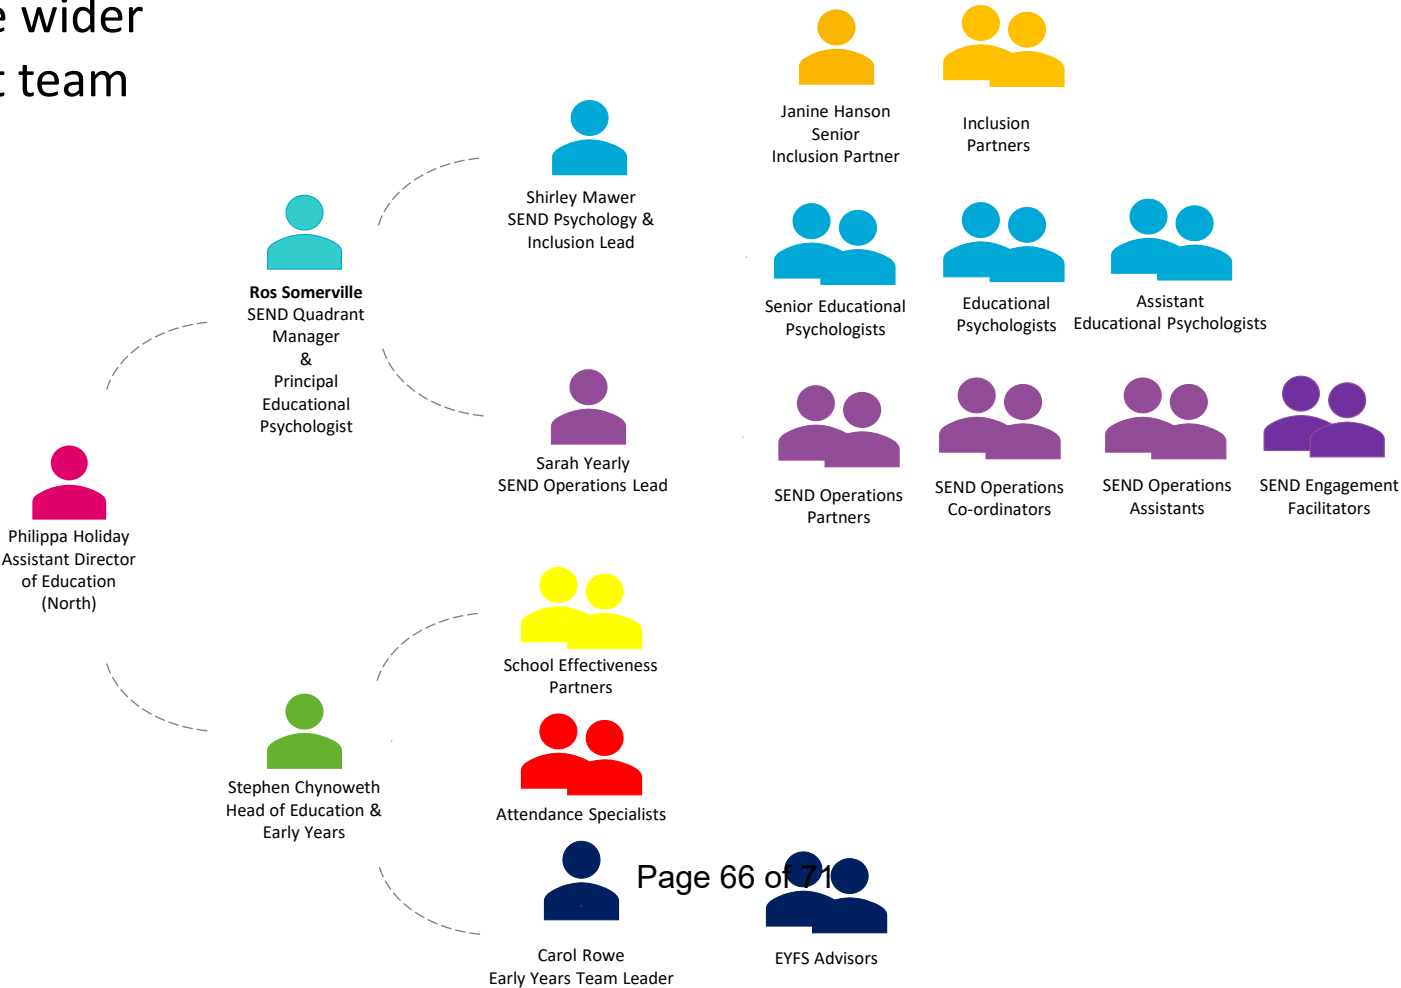 wider
team
Janine Hanson
Senior
Inclusion Partner
Inclusion
Partners
Shirley Mawer
SEND Psychology &
Inclusion Lead
Senior Educational
Psychologists
Educational
Psychologists
Assistant
Educational Psychologists
Ros Somerville
SEND Quadrant
Manager
&
Principal
Educational
Psychologist
Sarah Yearly
SEND Operations Lead
SEND Operations
Partners
SEND Operations
Co-ordinators
SEND Operations
Assistants
SEND Engagement
Facilitators
Philippa Holiday
Assistant Director
of Education
(North)
School Effectiveness
Partners
Stephen Chynoweth
Head of Education &
Early Years
Attendance Specialists
Page 66 of 71
Carol Rowe
Early Years Team Leader
EYFS Advisors